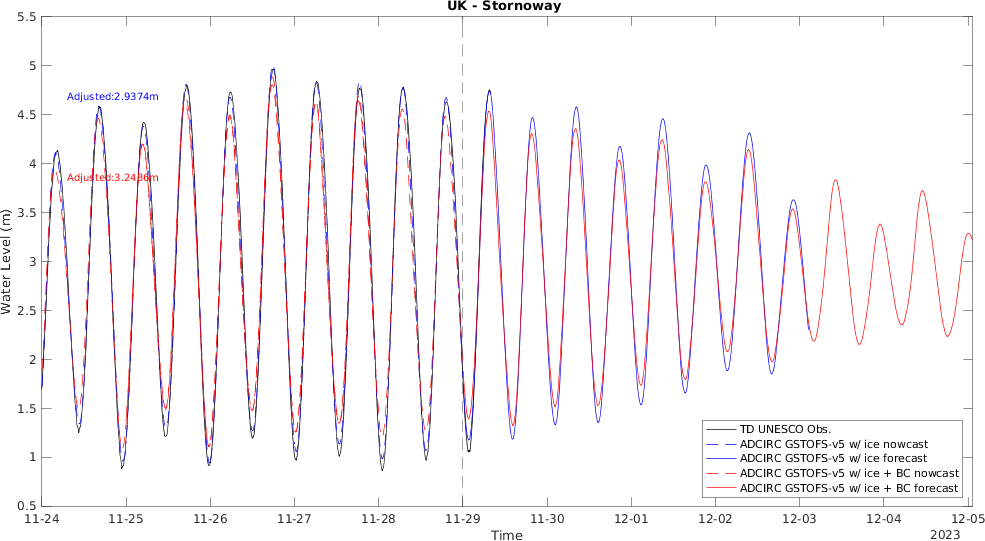 UK - Stornoway
Water Level (m)
5.5
5
4.5
4
3.5
3
2.5
2
1.5
1
0.5
Adjusted:2.9374m
Adjusted:3.2436m
TD UNESCO Obs.
ADCIRC GSTOFS-v5 w/ ice nowcast
ADCIRC GSTOFS-v5 w/ ice forecast
ADCIRC GSTOFS-v5 w/ ice + BC nowcast
ADCIRC GSTOFS-v5 w/ ice + BC forecast
11-24 11-25 11-26 11-27 11-28 11-29 11-30 12-01 12-02 12-03 12-04 12-05
Time
2023